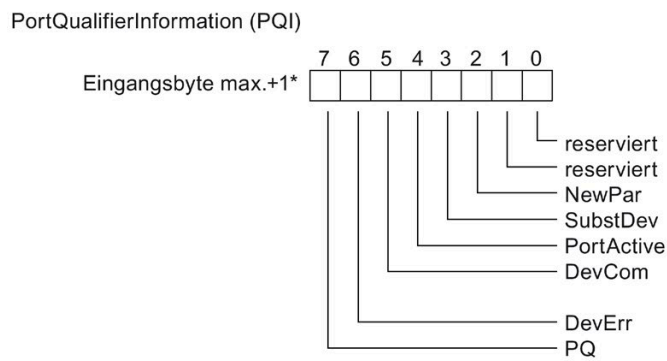 PortQualifierInformation (PQI)
7 6 5 4 3 2 1 0
Eingangsbyte max.+1*
reserviert
reserviert
NewPar
SubstDev
PortActive
DevCom
DevErr
PQ